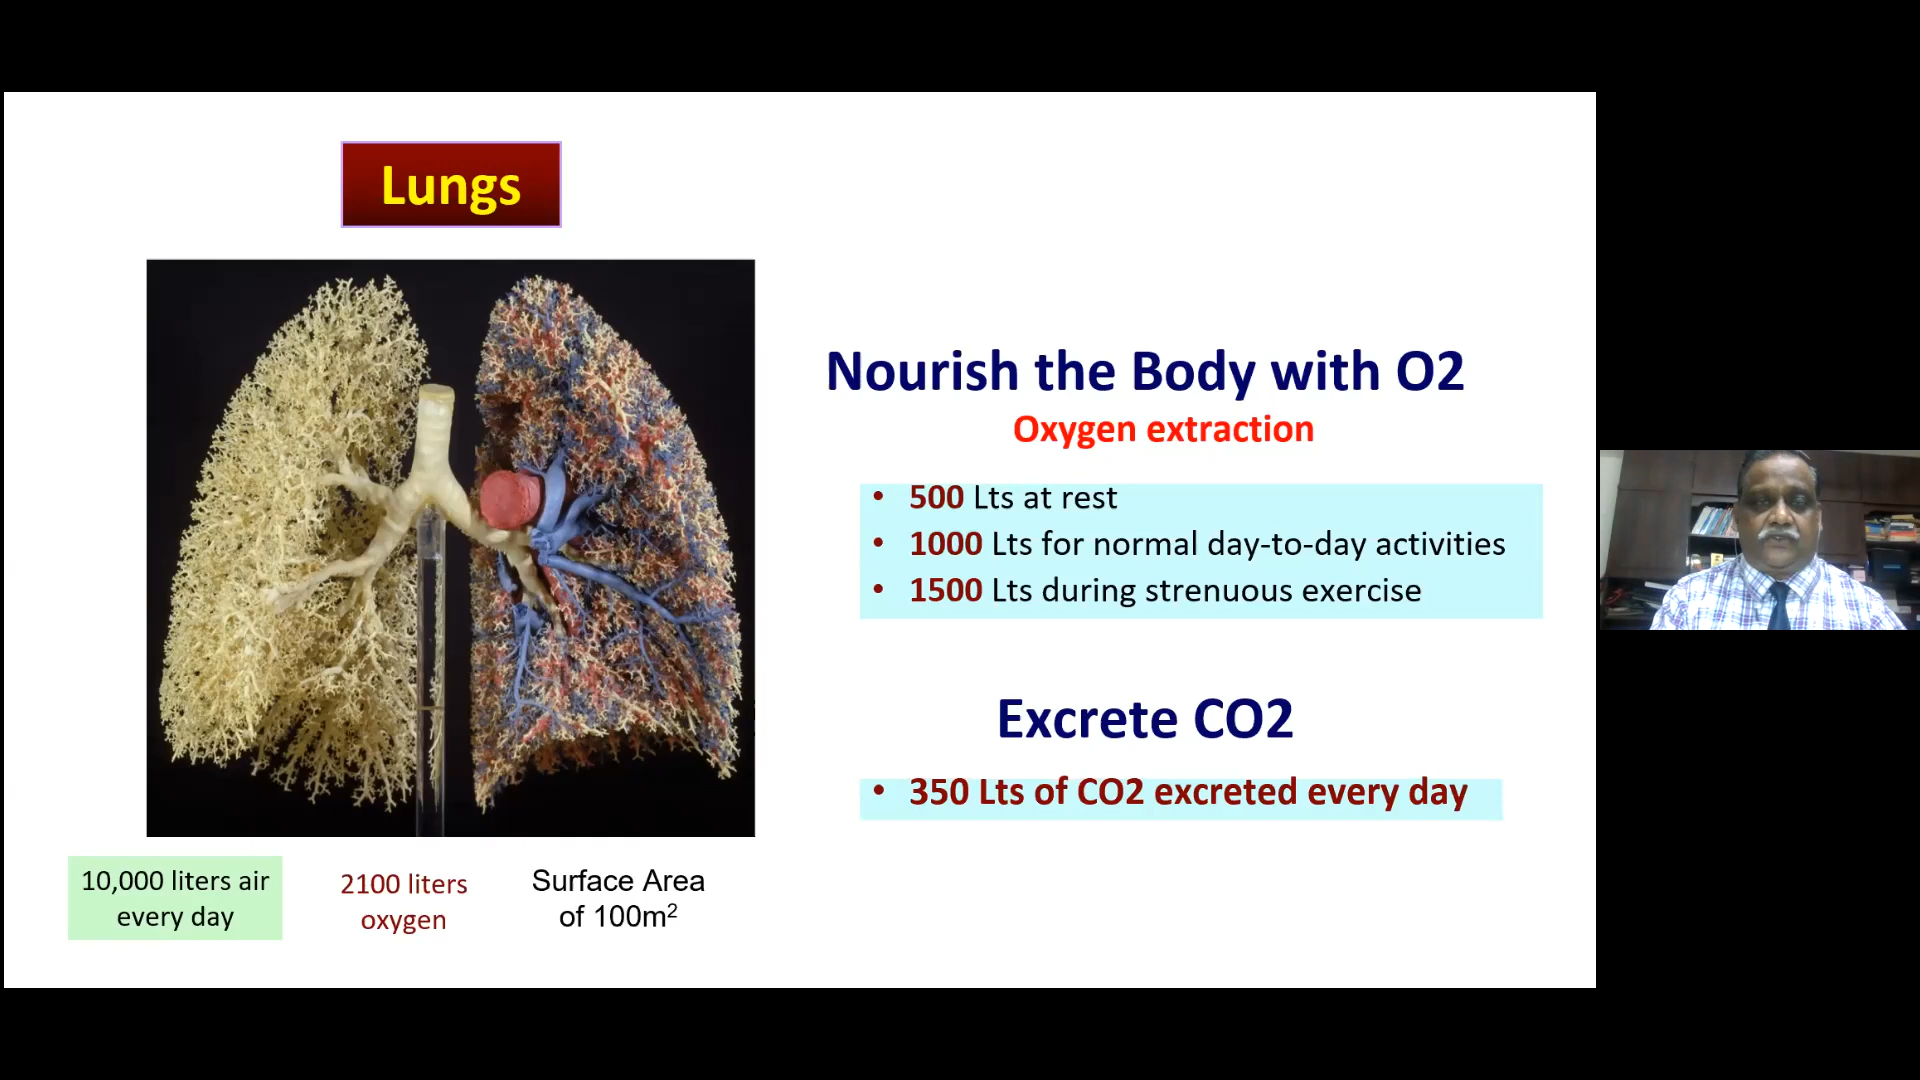 Lungs
Nourish the Body with O2
Oxygen extraction
• 500 Lts at rest
• 1000 Lts for normal day-to-day activities
• 1500 Lts during strenuous exercise
Excrete CO2
• 350 Lts of CO2 excreted every day
10,000 liters air
every day
2100 liters
oxygen
Surface Area
of 100m²